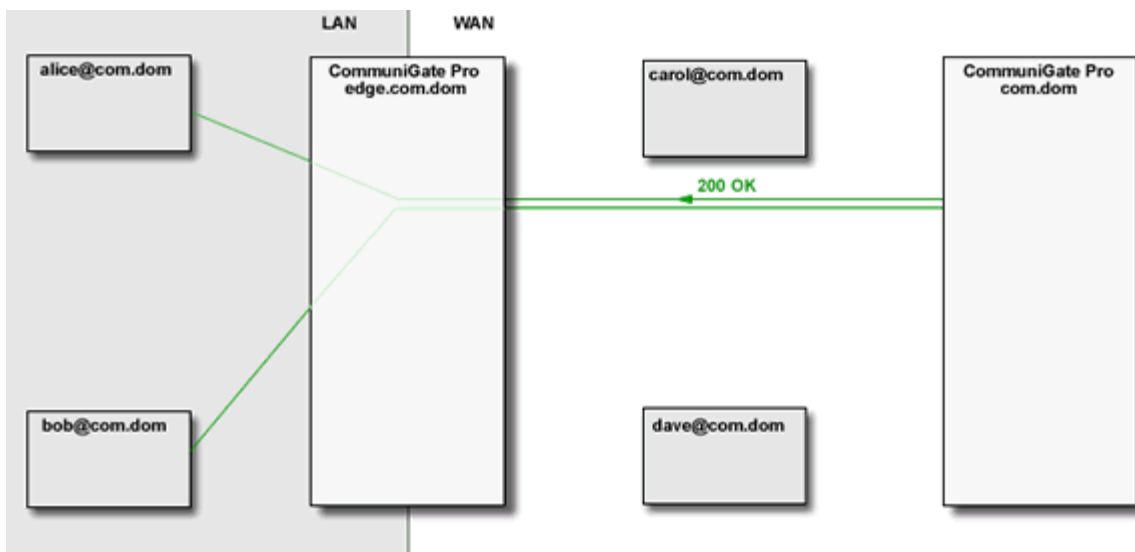 LAN
WAN
alice@com.dom
CommuniGate Pro
edge.com.dom
carol@com.dom
CommuniGate Pro
com.dom
200 OK
bob@com.dom
dave@com.dom